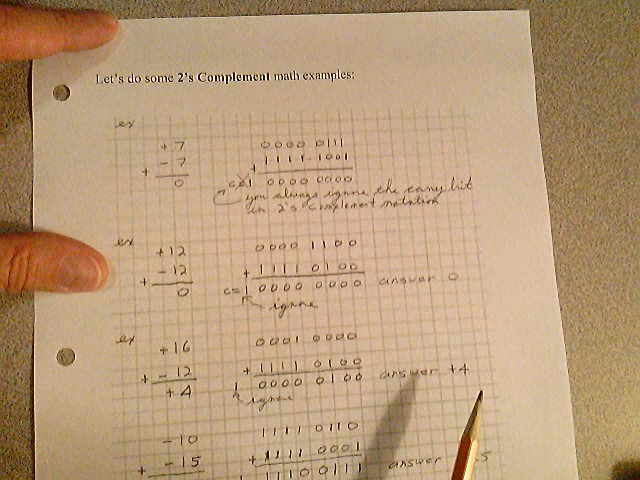 Let's do some 2's Complement math examples:
ex
+7 0000 0111
+ -7 + 1111 1001
0 c=1 0000 0000
you always ignore the carry bit
in 2's Complement notation
ex
+12 0000 1100
+ -12 + 1111 0100
0 c=1 0000 0000 answer 0
ignore
ex
+16 0001 0000
+ -12 + 1111 0100
+4 1 0000 0100 answer +4
ignore
-10 1111 0110
+ -15 + 1111 0001
1 1110 0111 answer 5